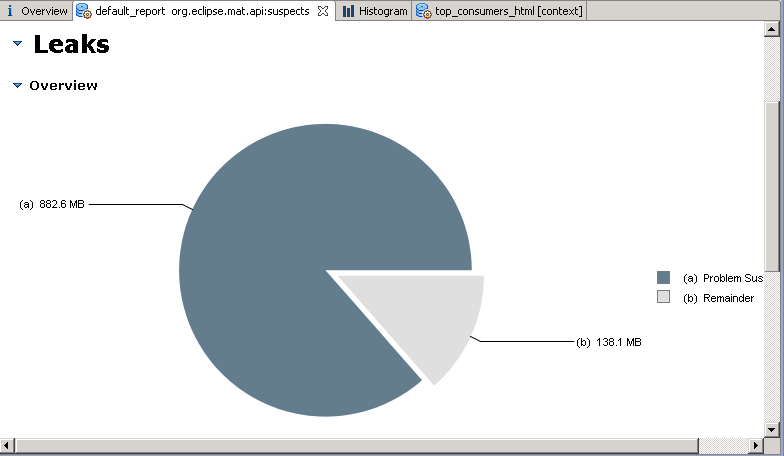 Overview default_report org.eclipse.mat.api:suspects Histogram top_consumers_html [context]
Leaks
Overview
(a) 882.6 MB
(a) Problem Sus
(b) Remainder
(b) 138.1 MB